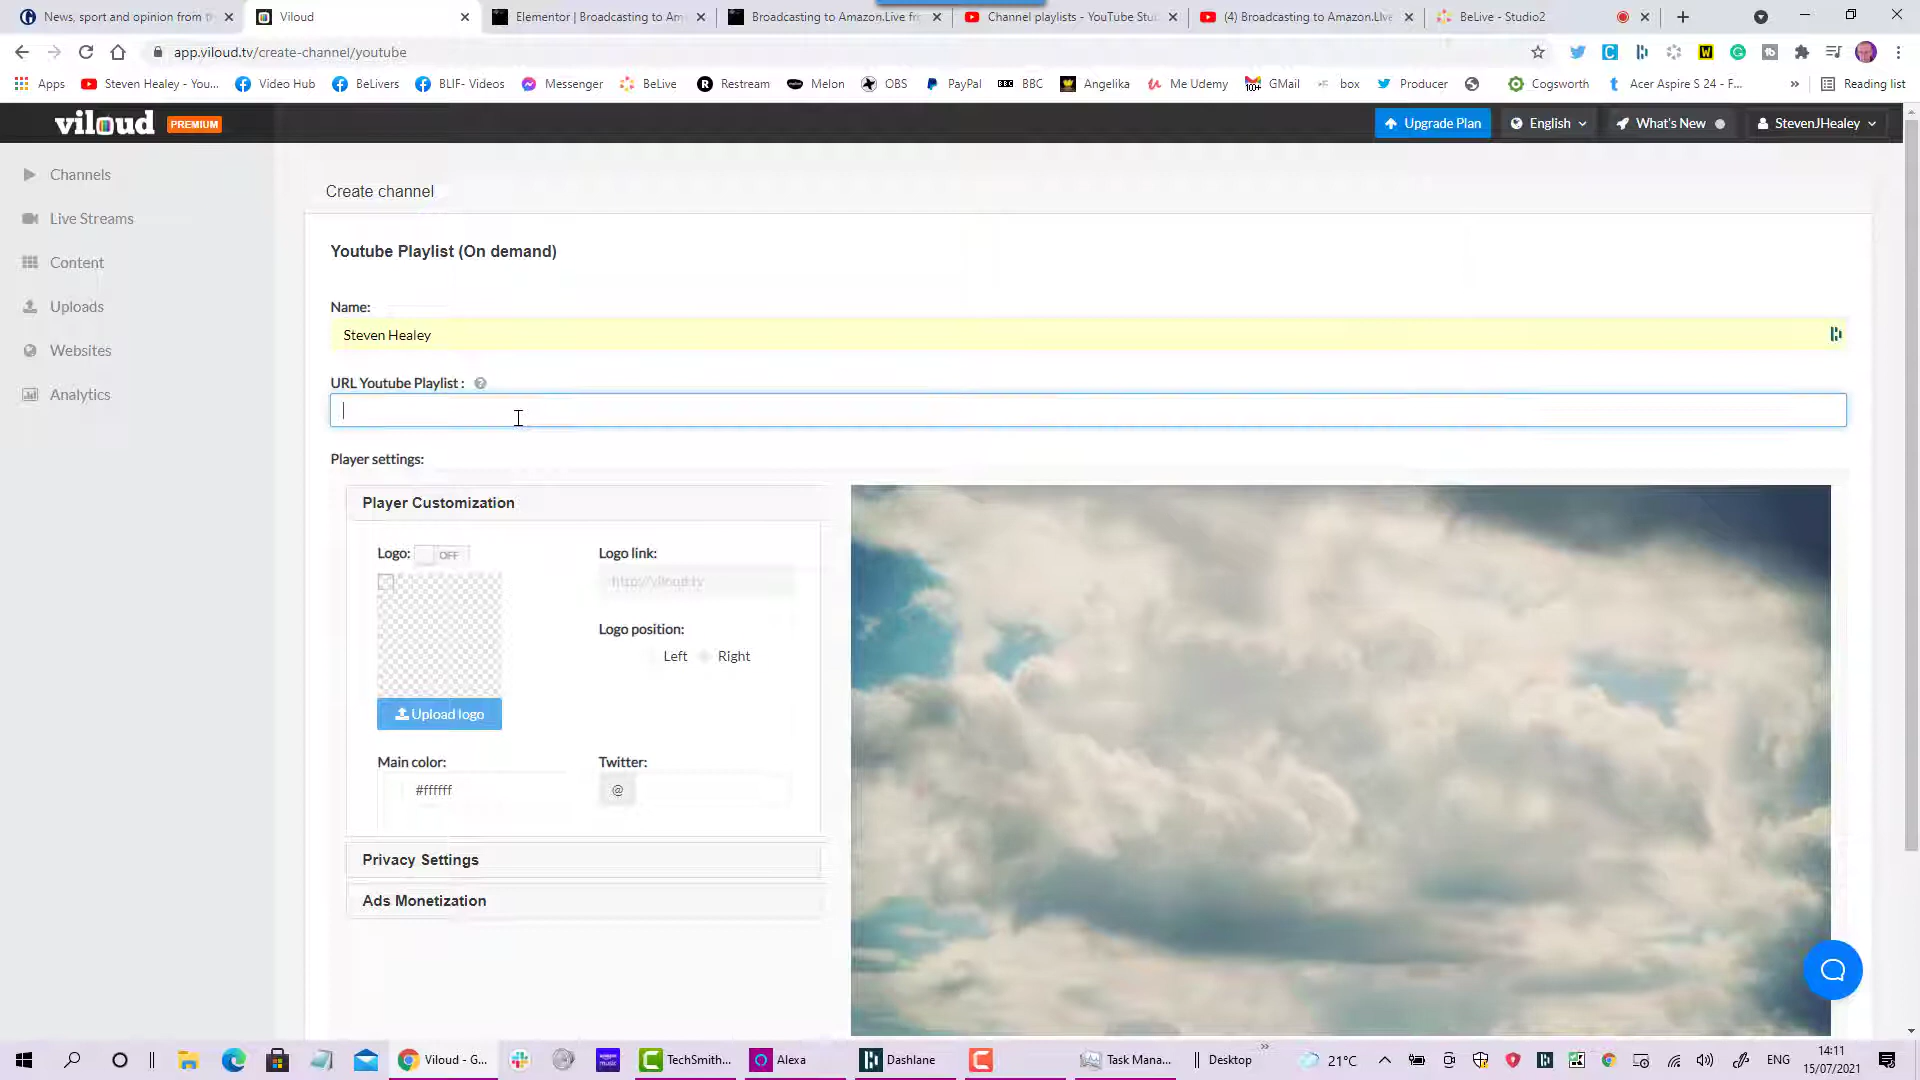 News, sport and opinion from t
Viloud
Elementor | Broadcasting to Am
Broadcasting to Amazon.Live fr
Channel playlists - YouTube Stu
(4) Broadcasting to Amazon.Live
BeLive - Studio2
app.viloud.tv/create-channel/youtube
Apps
Steven Healey - You...
Video Hub
BeLivers
BLIF- Videos
Messenger
BeLive
Restream
Melon
OBS
PayPal
BBC
Angelika
Me Udemy
GMail
box
Producer
Cogsworth
Acer Aspire S 24 - F...
»
Reading list
viloud PREMIUM
Upgrade Plan
English
What's New
StevenJHealey
Channels
Live Streams
Content
Uploads
Websites
Analytics
Create channel
Youtube Playlist (On demand)
Name:
Steven Healey
URL Youtube Playlist : ?
Player settings:
Player Customization
Logo: OFF
Logo link:
http://viloud.tv
Logo position:
Left Right
Upload logo
Main color:
#ffffff
Twitter:
@
Privacy Settings
Ads Monetization
Viloud - G...
TechSmith...
Alexa
Dashlane
Task Mana...
Desktop
21°C
ENG
14:11
15/07/2021